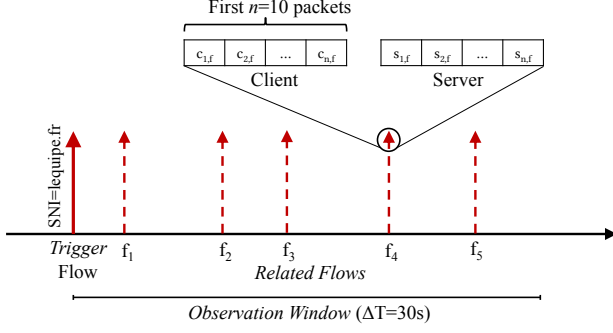 First n=10 packets
c1,f c2,f ... cn,f
s1,f s2,f ... sn,f
Client
Server
SNI=lequipe.fr
Trigger
Flow
f1
f2
f3
f4
f5
Related Flows
Observation Window (ΔT=30s)